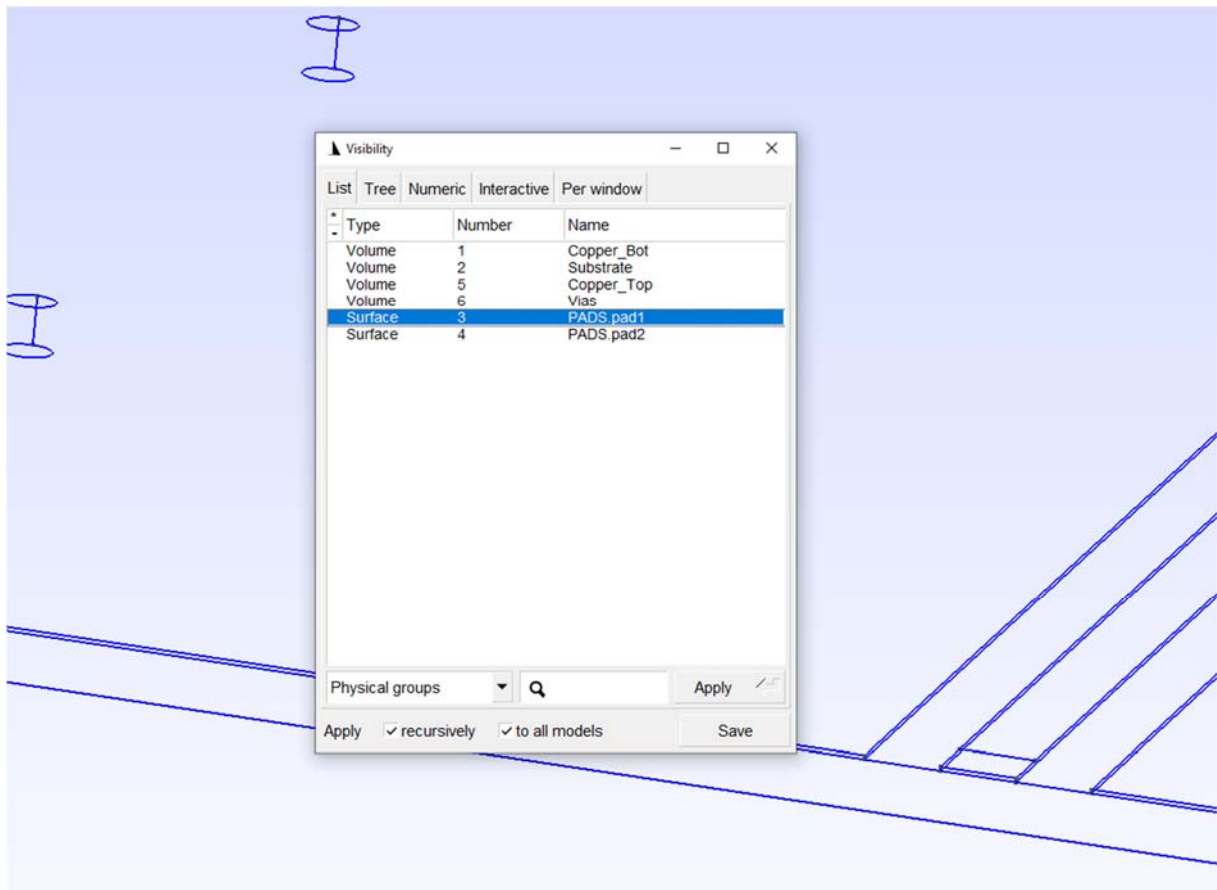 Visibility
List Tree Numeric Interactive Per window
Type Number Name
Volume 1 Copper_Bot
Volume 2 Substrate
Volume 5 Copper_Top
Volume 6 Vias
Surface 3 PADS.pad1
Surface 4 PADS.pad2
Physical groups Apply
Apply recursively to all models Save